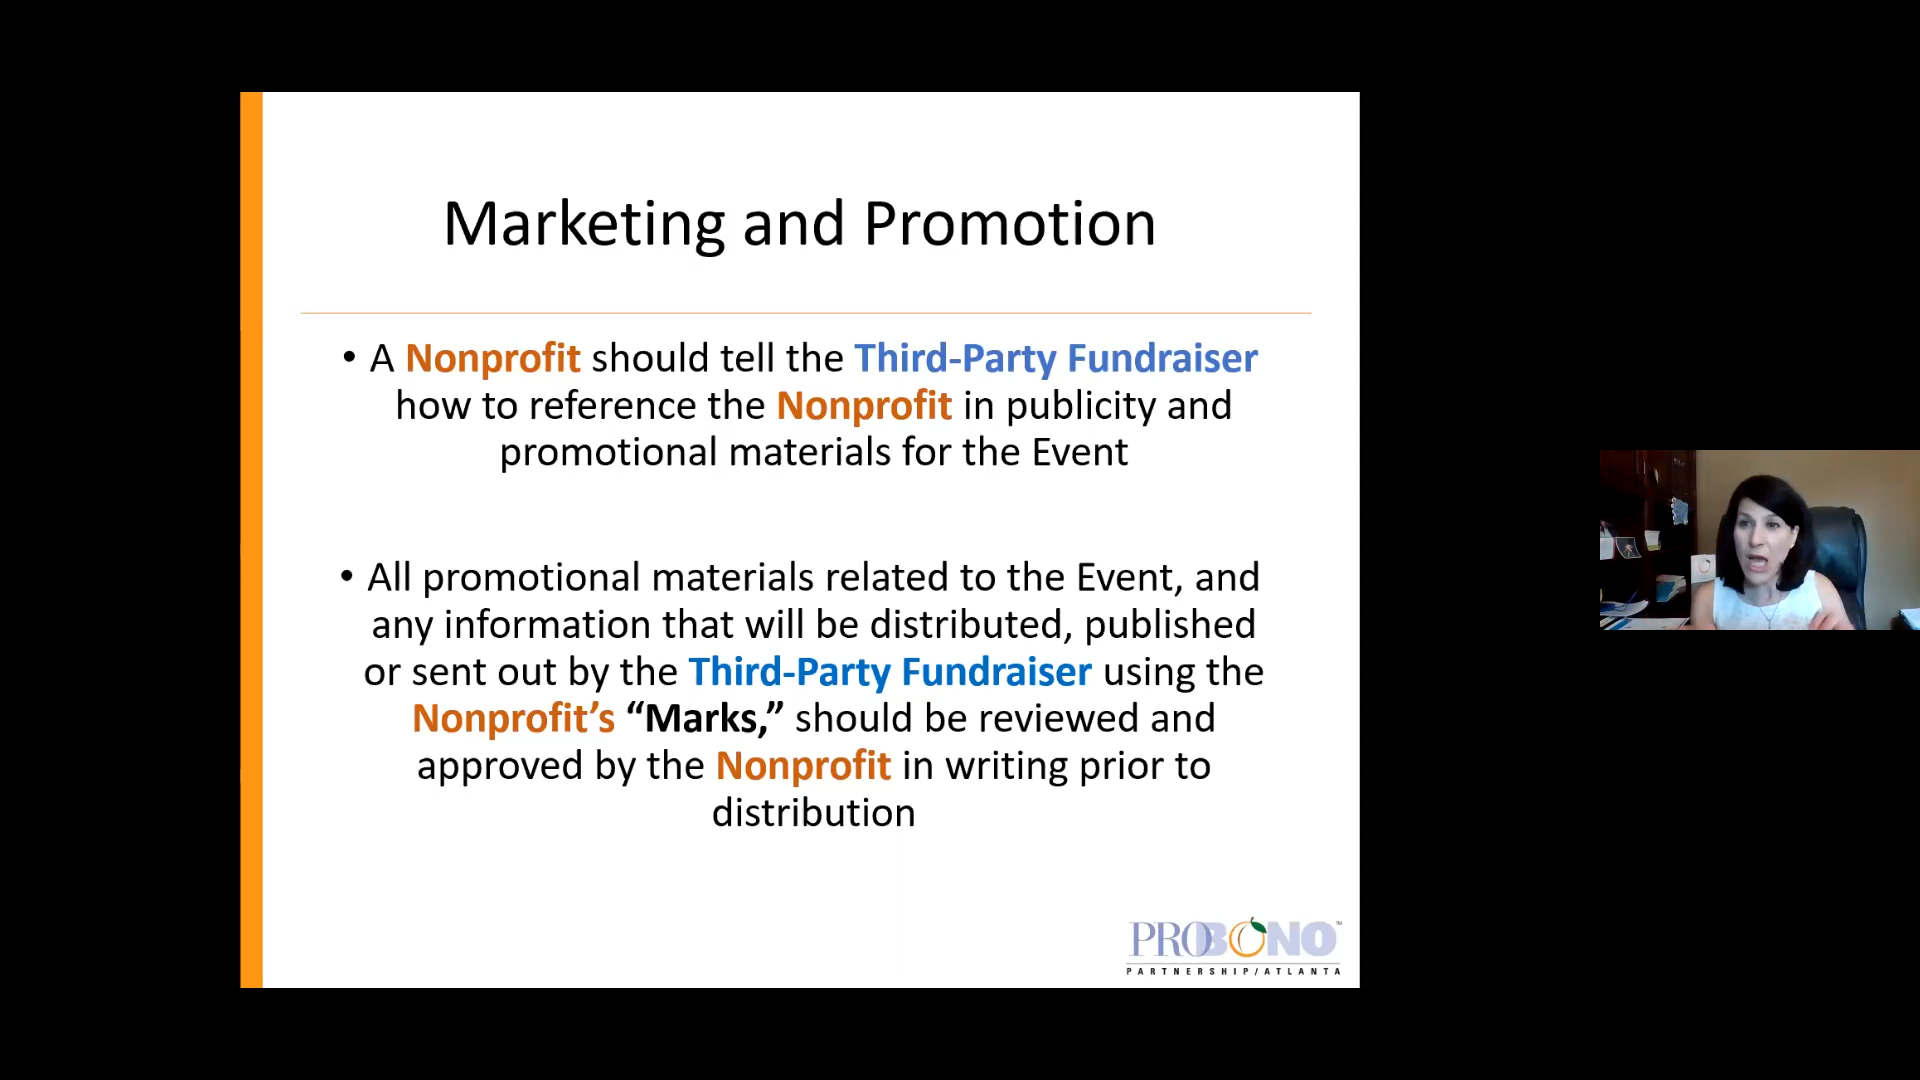 Marketing and Promotion
• A Nonprofit should tell the Third-Party Fundraiser
how to reference the Nonprofit in publicity and
promotional materials for the Event
• All promotional materials related to the Event, and
any information that will be distributed, published
or sent out by the Third-Party Fundraiser using the
Nonprofit’s “Marks,” should be reviewed and
approved by the Nonprofit in writing prior to
distribution
PROBONO™
PARTNERSHIP/ATLANTA